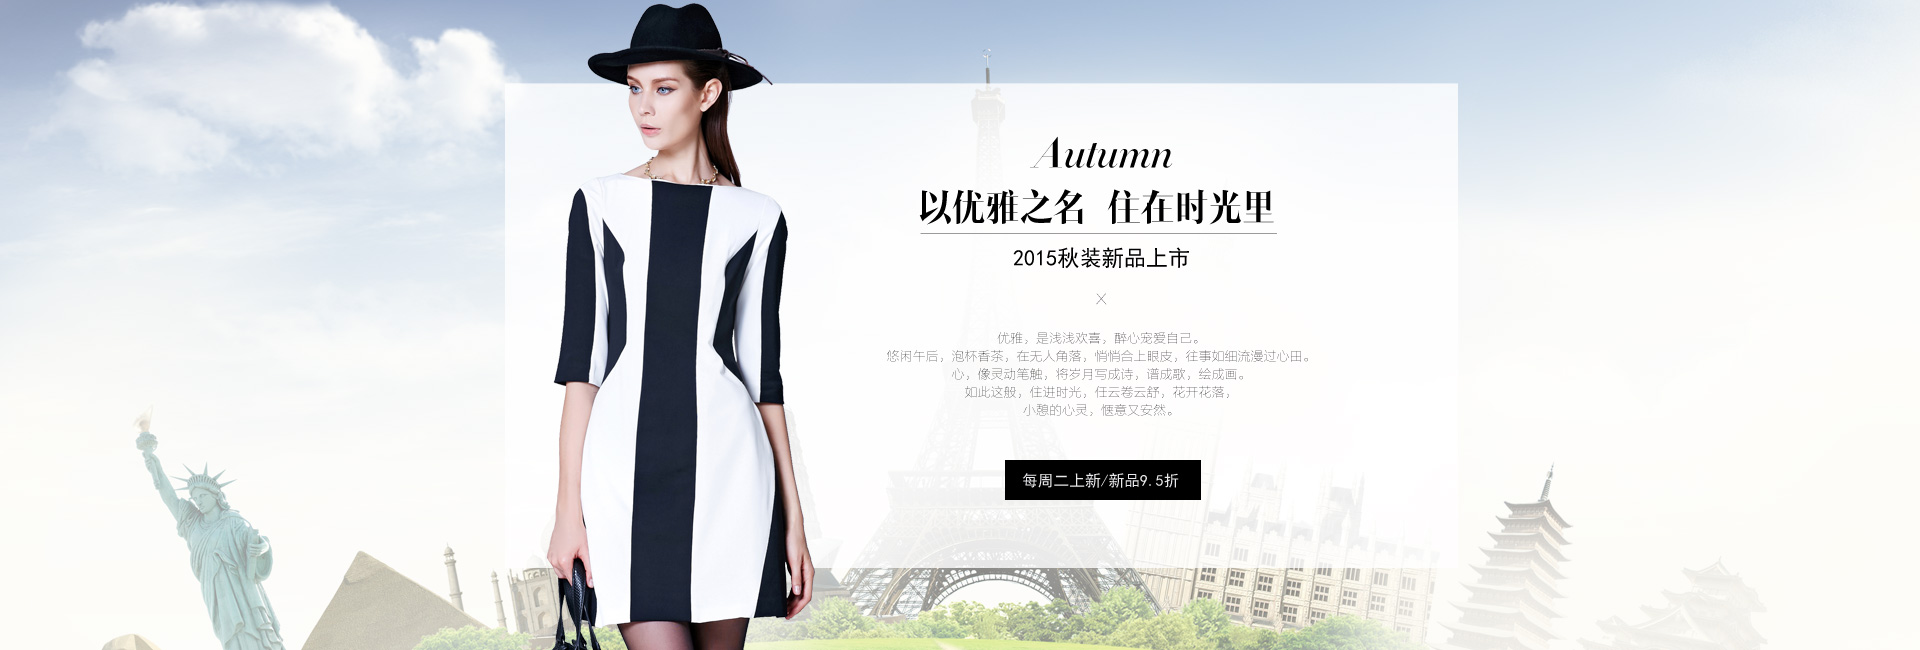 Autumn
以优雅之名 住在时光里
2015秋装新品上市
优雅，是浅浅欢喜，醉心宠爱自己。
悠闲午后，泡杯香茶，在无人角落，悄悄合上眼皮，往事如细流漫过心田。
心，像灵动笔触，将岁月写成诗，谱成歌，绘成画。
如此这般，住进时光，任云卷云舒，花开花落，
小憩的心灵，惬意又安然。
每周二上新/新品9.5折